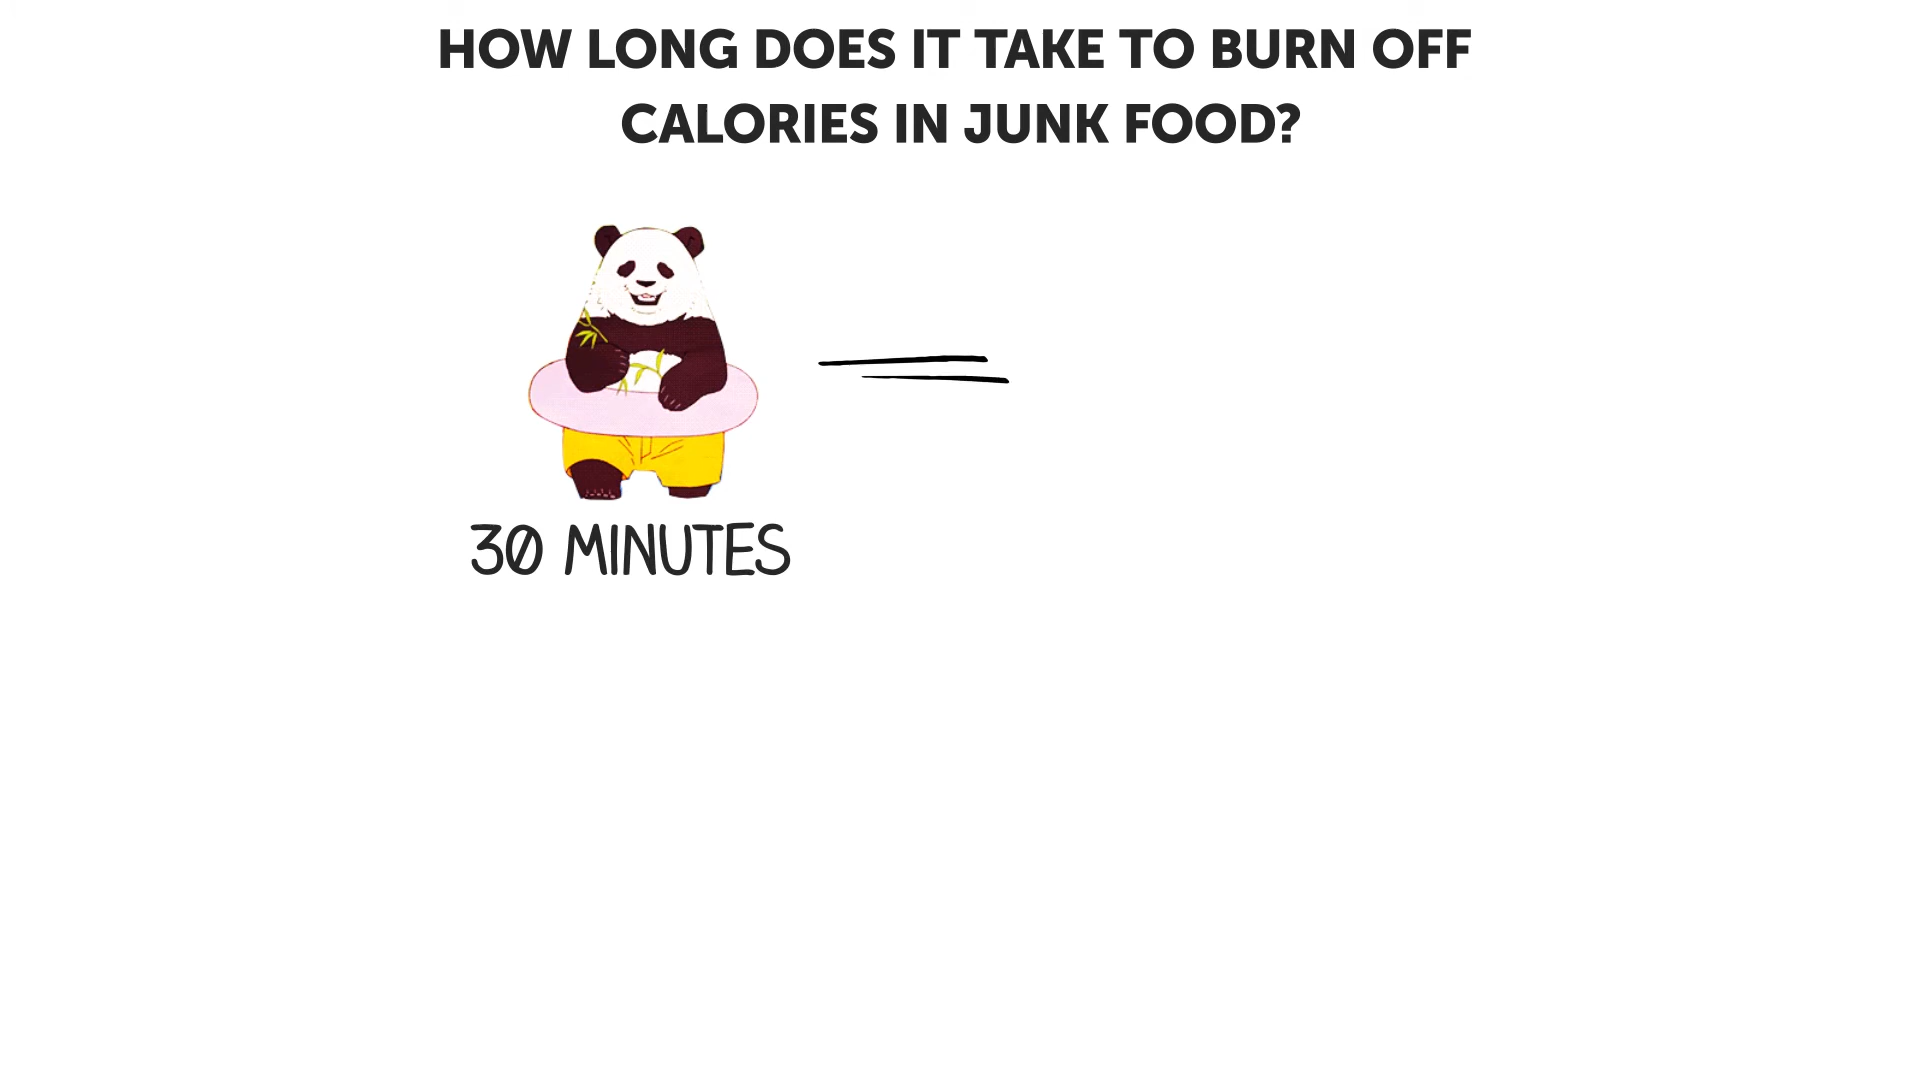 HOW LONG DOES IT TAKE TO BURN OFF
CALORIES IN JUNK FOOD?
30 MINUTES